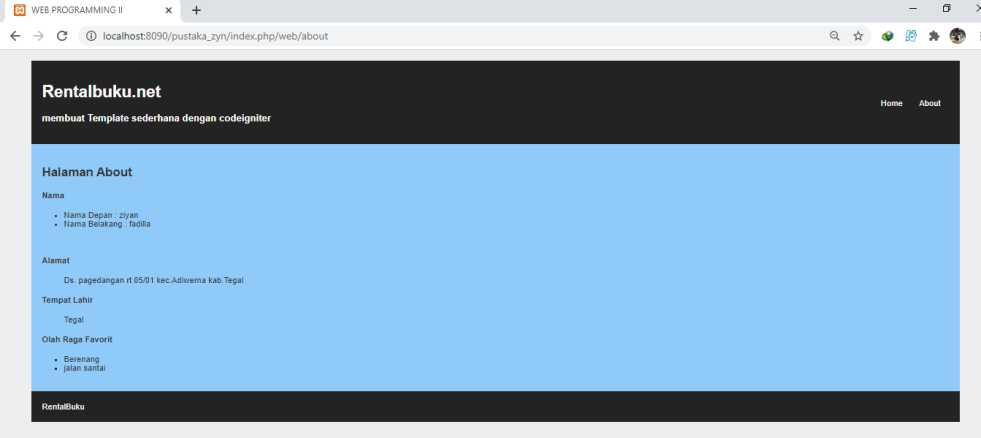 WEB PROGRAMMING II
localhost:8090/pustaka_zyn/index.php/web/about
Rentalbuku.net
Home About
membuat Template sederhana dengan codeigniter
Halaman About
Nama
Nama Depan : ziyan
Nama Belakang : fadilla
Alamat
Ds. pagedangan rt 05/01 kec.Adiwerna kab.Tegal
Tempat Lahir
Tegal
Olah Raga Favorit
Berenang
jalan santai
RentalBuku